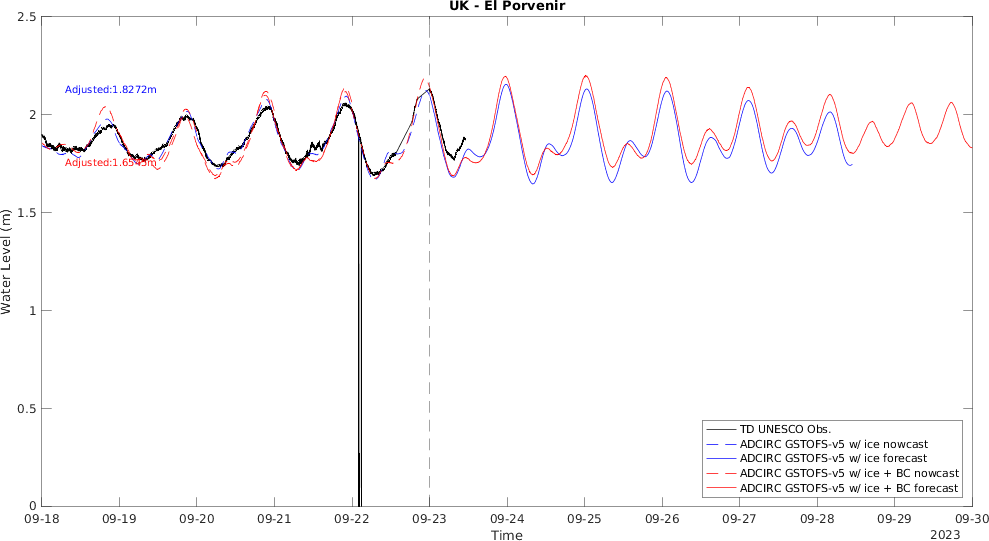 UK - El Porvenir
2.5
2
1.5
1
0.5
0
Water Level (m)
Adjusted:1.8272m
Adjusted:1.6543m
TD UNESCO Obs.
ADCIRC GSTOFS-v5 w/ ice nowcast
ADCIRC GSTOFS-v5 w/ ice forecast
ADCIRC GSTOFS-v5 w/ ice + BC nowcast
ADCIRC GSTOFS-v5 w/ ice + BC forecast
09-18 09-19 09-20 09-21 09-22 09-23 09-24 09-25 09-26 09-27 09-28 09-29 09-30
Time
2023